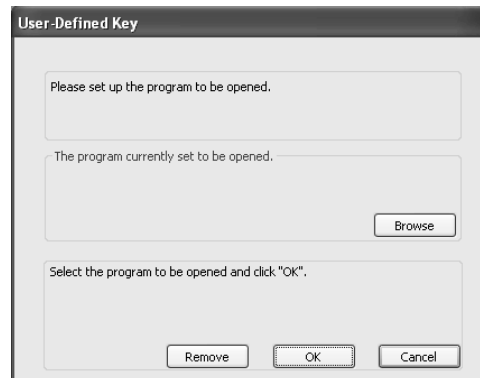 User-Defined Key
Please set up the program to be opened.
The program currently set to be opened.
Browse
Select the program to be opened and click "OK".
Remove OK Cancel